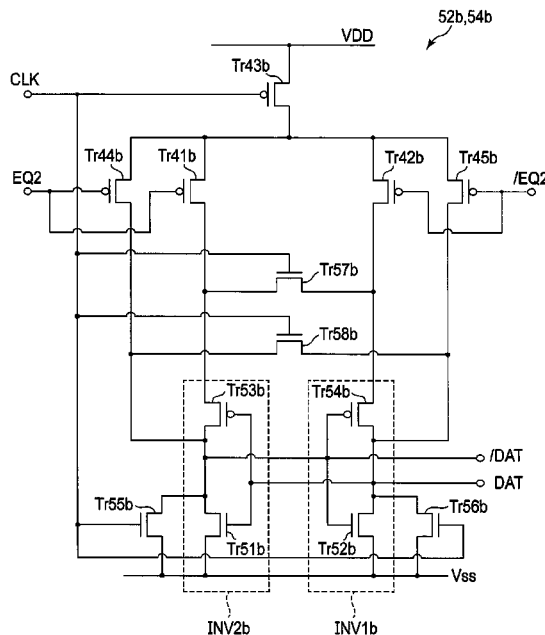 52b,54b
VDD
Tr43b
CLK
Tr44b Tr41b Tr42b Tr45b
EQ2 /EQ2
Tr57b
Tr58b
Tr53b Tr54b
/DAT
DAT
Tr55b Tr56b
Tr51b Tr52b
Vss
INV2b INV1b